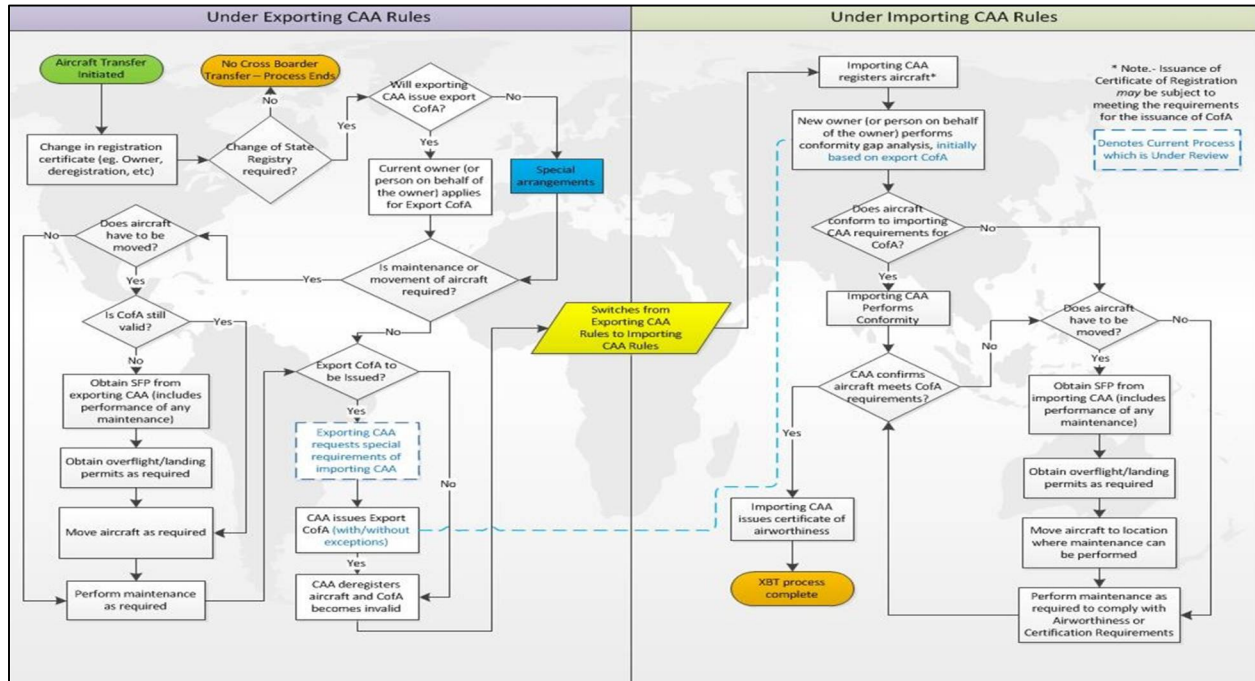 Under Exporting CAA Rules
Aircraft Transfer
Initiated
No Cross Boarder
Transfer – Process Ends
No
Change in registration
certificate (eg. Owner,
deregistration, etc)
Change of State
Registry
required?
Yes
Will exporting
CAA issue export
CofA?
No
Yes
Current owner (or
person on behalf of
the owner) applies
for Export CofA
Special
arrangements
Does aircraft
have to be
moved?
No
Yes
Is maintenance or
movement of aircraft
required?
Yes
No
Is CofA still
valid?
Yes
No
Obtain SFP from
exporting CAA (includes
performance of any
maintenance)
Obtain overflight/landing
permits as required
Move aircraft as required
Perform maintenance
as required
Export CofA to
be Issued?
Yes
No
Exporting CAA
requests special
requirements of
importing CAA
CAA issues Export
CofA (with/without
exceptions)
Yes
CAA deregisters
aircraft and CofA
becomes invalid
Switches from
Exporting CAA
Rules to Importing
CAA Rules
Under Importing CAA Rules
Importing CAA
registers aircraft*
* Note.- Issuance of
Certificate of Registration
may be subject to
meeting the requirements
for the issuance of CofA
Denotes Current Process
which is Under Review
New owner (or person on behalf
of the owner) performs
conformity gap analysis, initially
based on export CofA
Does aircraft
conform to importing
CAA requirements for
CofA?
No
Yes
Importing CAA
Performs
Conformity
CAA confirms
aircraft meets CofA
requirements?
No
Yes
Importing CAA
issues certificate of
airworthiness
XBT process
complete
Does aircraft
have to be
moved?
No
Yes
Obtain SFP from
importing CAA (includes
performance of any
maintenance)
Obtain overflight/landing
permits as required
Move aircraft to location
where maintenance can
be performed
Perform maintenance as
required to comply with
Airworthiness or
Certification Requirements